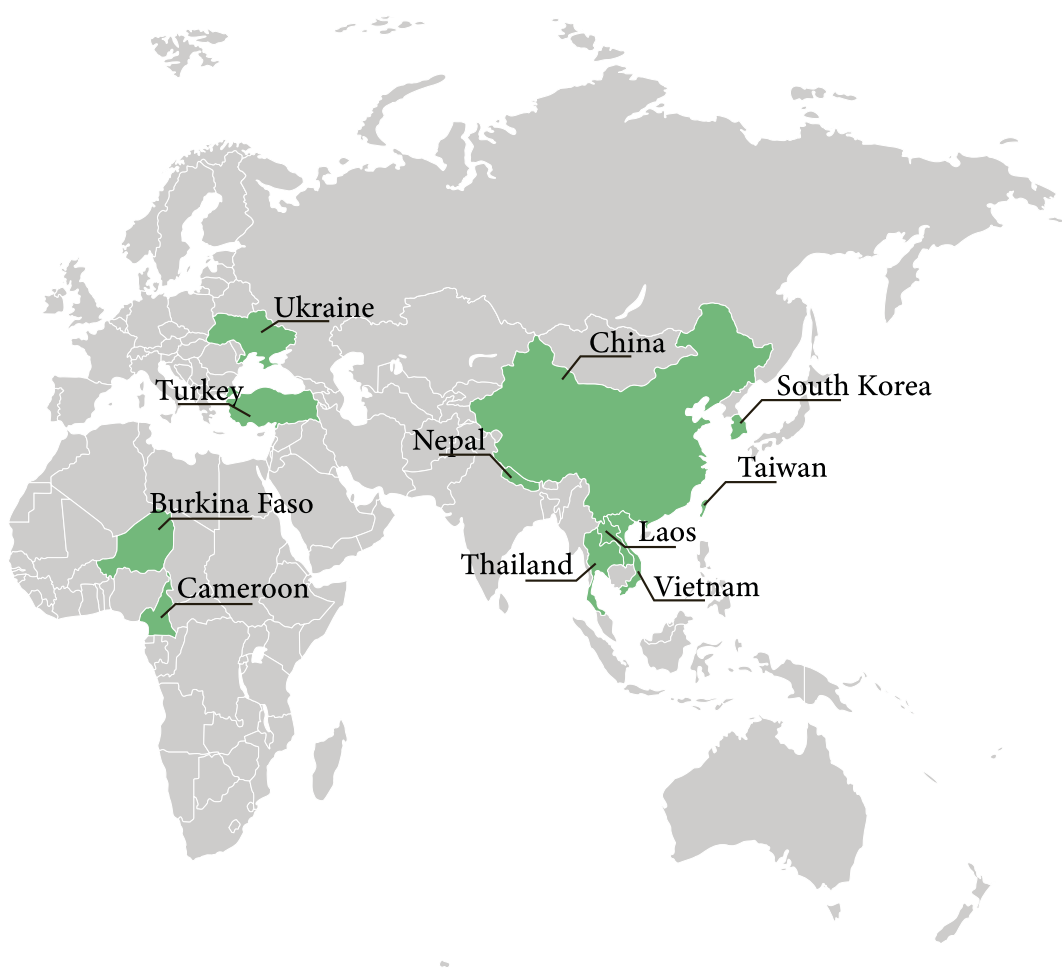 Ukraine
China
Turkey
South Korea
Nepal
Taiwan
Burkina Faso
Laos
Thailand
Cameroon
Vietnam